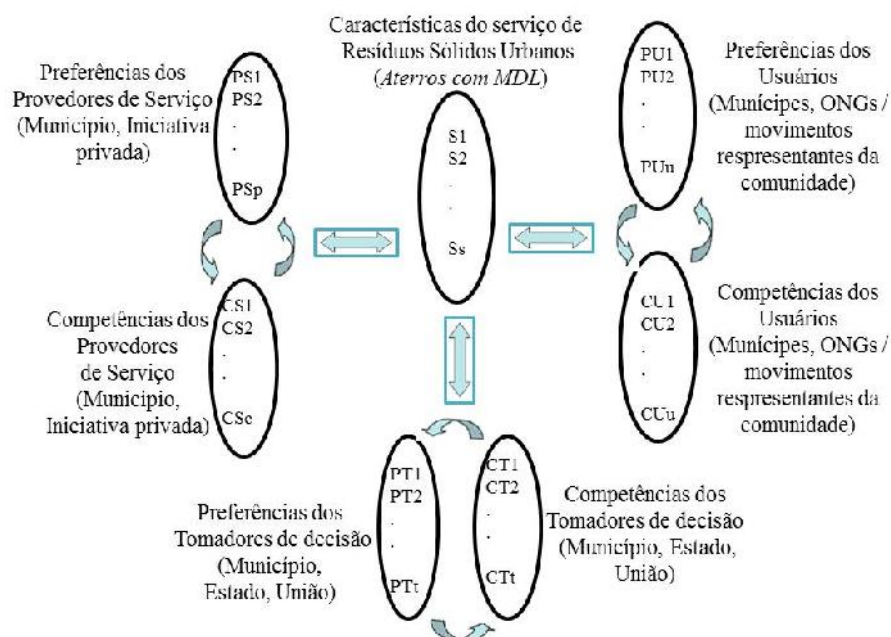 Características do serviço de
Resíduos Sólidos Urbanos
(Aterros com MDL)
Preferências dos
Provedores de Serviço
(Municipio, Iniciativa
privada)
PS1
PS2
.
.
PSp
S1
S2
.
.
Ss
PU1
PU2
.
.
PUu
Preferências dos
Usuários
(Munícipes, ONGs /
movimentos
respresentantes da
comunidade)
Competências dos
Provedores
de Serviço
(Municipio,
Iniciativa privada)
CS1
CS2
.
.
CSc
CU1
CU2
.
.
CUu
Competências dos
Usuários
(Munícipes, ONGs /
movimentos
respresentantes da
comunidade)
Preferências dos
Tomadores de decisão
(Município,
Estado, União)
PT1
PT2
.
.
PTt
CT1
CT2
.
.
CTt
Competências dos
Tomadores de decisão
(Município, Estado,
União)